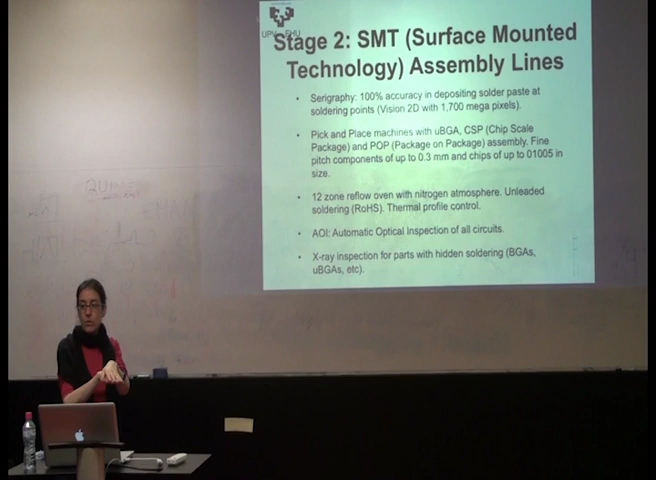 UPV EHU
Stage 2: SMT (Surface Mounted
Technology) Assembly Lines
• Serigraphy: 100% accuracy in depositing solder paste at
soldering points (Vision 2D with 1,700 mega pixels).
• Pick and Place machines with uBGA, CSP (Chip Scale
Package) and POP (Package on Package) assembly. Fine
pitch components of up to 0.3 mm and chips of up to 01005 in
size.
• 12 zone reflow oven with nitrogen atmosphere. Unleaded
soldering (RoHS). Thermal profile control.
• AOI: Automatic Optical Inspection of all circuits.
• X-ray inspection for parts with hidden soldering (BGAs,
uBGAs, etc).